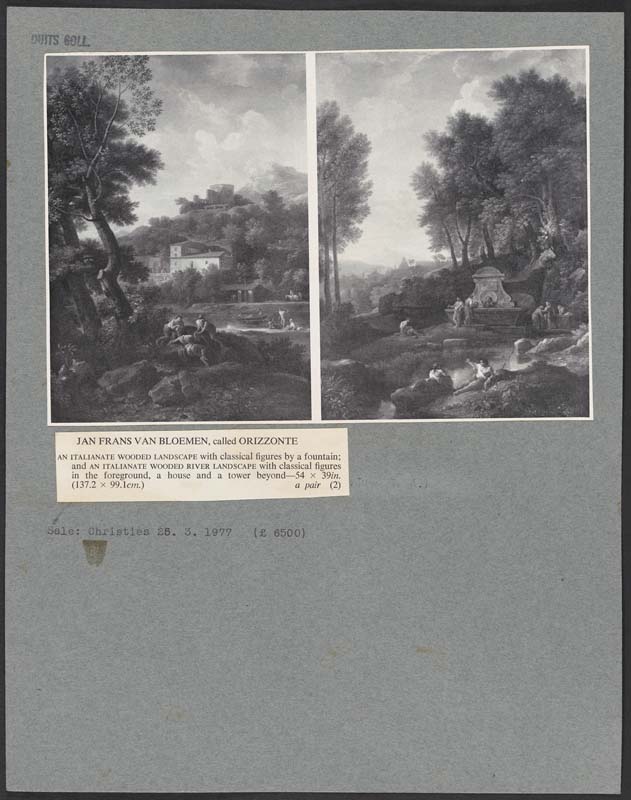 DUITS COLL.
JAN FRANS VAN BLOEMEN, called ORIZZONTE
AN ITALIANATE WOODED LANDSCAPE with classical figures by a fountain;
and AN ITALIANATE WOODED RIVER LANDSCAPE with classical figures
in the foreground, a house and a tower beyond—54 × 39in.
(137.2 × 99.1cm.) a pair (2)
Sale: Christies 25. 3. 1977 (£ 6500)